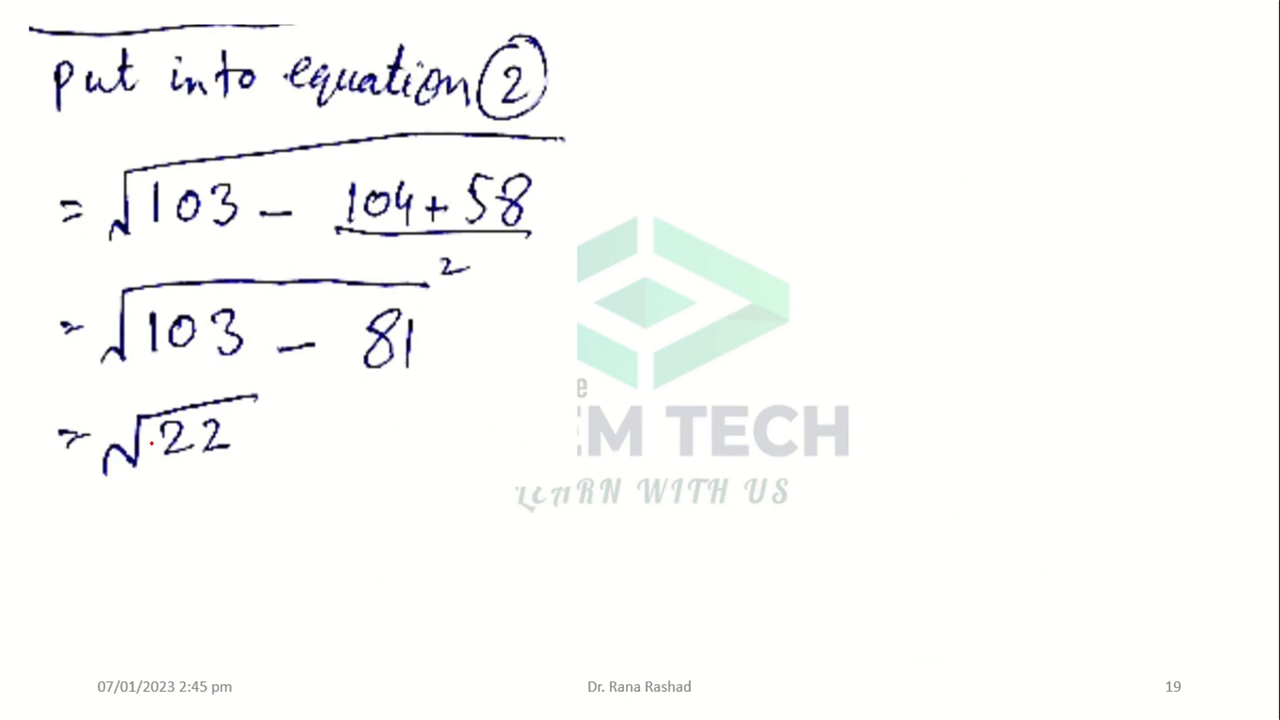 put into equation ②
= √103 - 104+58
2
= √103 - 81
= √22
e
EM TECH
LEARN WITH US
07/01/2023 2:45 pm
Dr. Rana Rashad
19